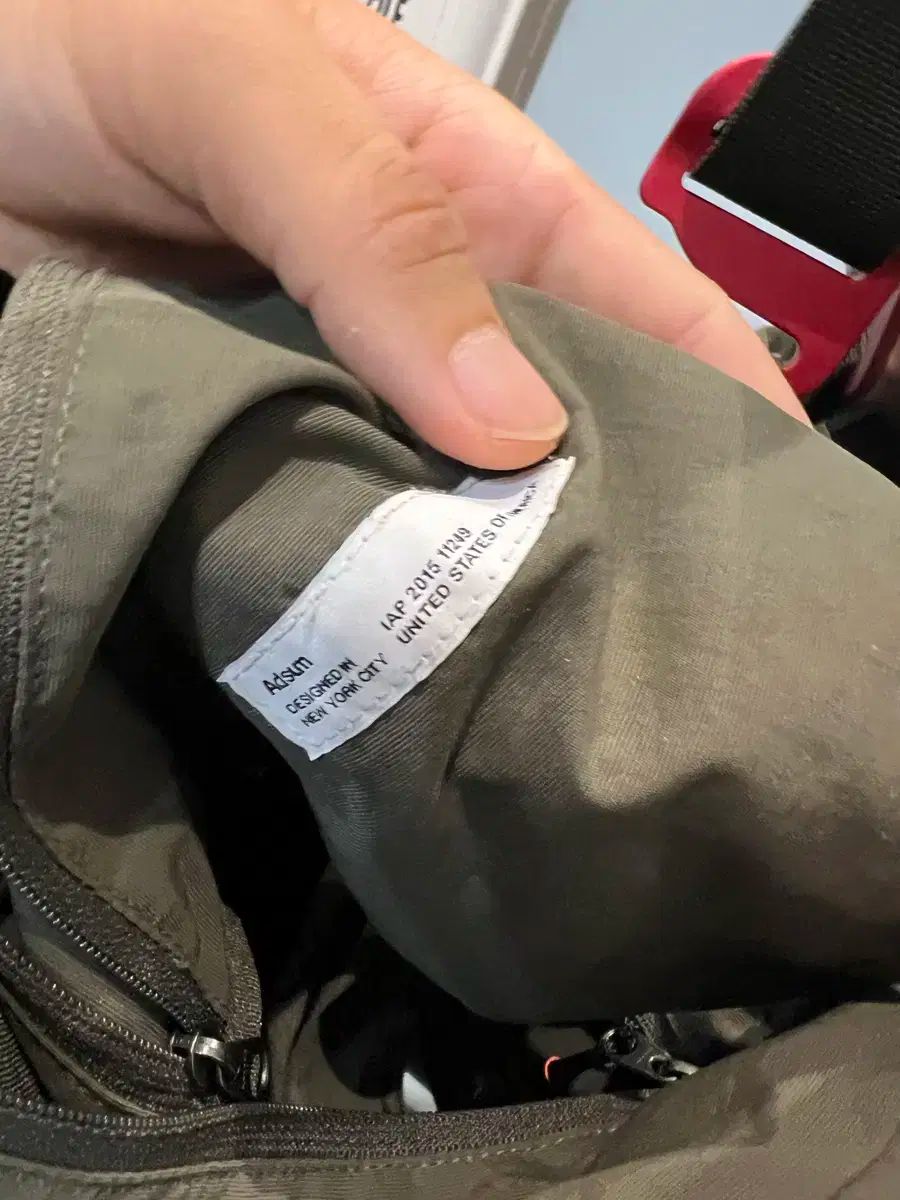 Adsum
DESIGNED IN
NEW YORK CITY
IAP 2015 11249
UNITED STATES OF